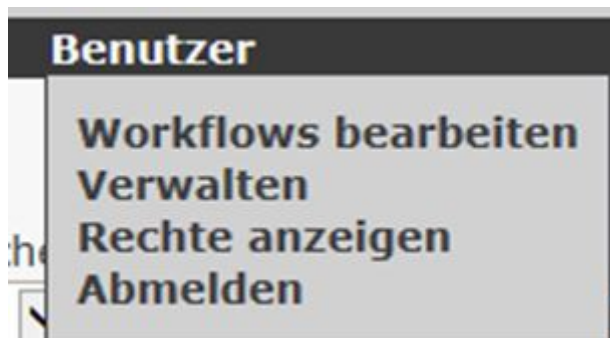 Benutzer
Workflows bearbeiten
Verwalten
Rechte anzeigen
Abmelden